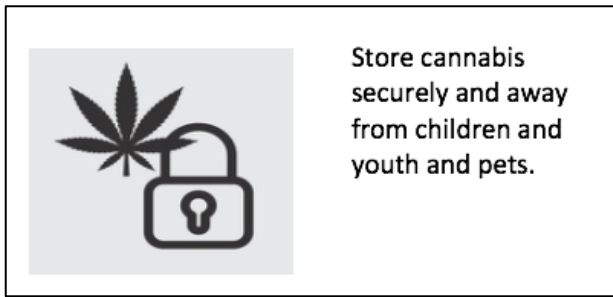 Store cannabis
securely and away
from children and
youth and pets.